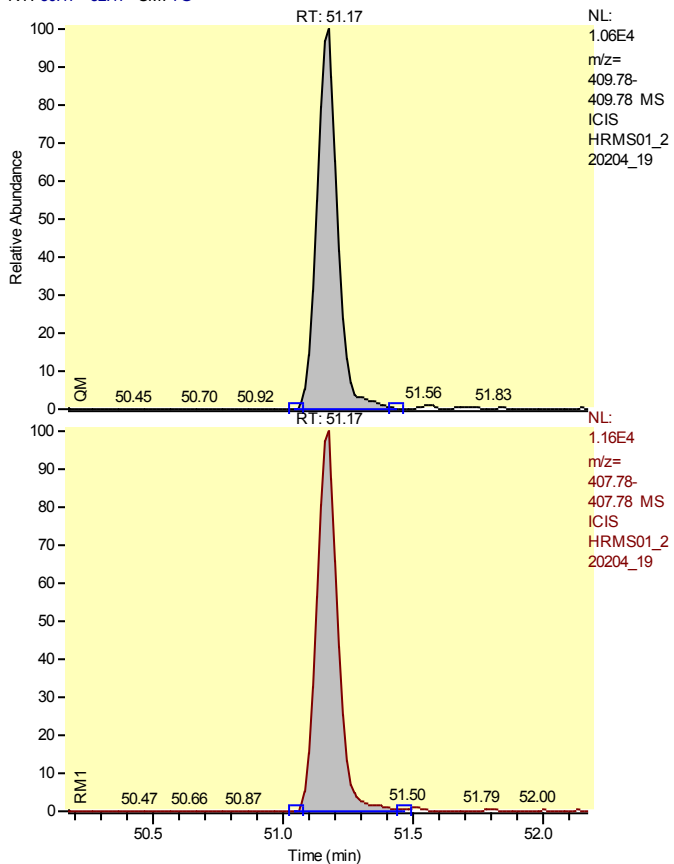 RT: 51.17
NL:
1.06E4
m/z=
409.78-
409.78 MS
ICIS
HRMS01_2
20204_19
100
90
80
70
60
50
40
30
20
10
0
Relative Abundance
QM
50.45 50.70 50.92 51.56 51.83
RT: 51.17
NL:
1.16E4
m/z=
407.78-
407.78 MS
ICIS
HRMS01_2
20204_19
100
90
80
70
60
50
40
30
20
10
0
RM1
50.47 50.66 50.87 51.50 51.79 52.00
50.5 51.0 51.5 52.0
Time (min)